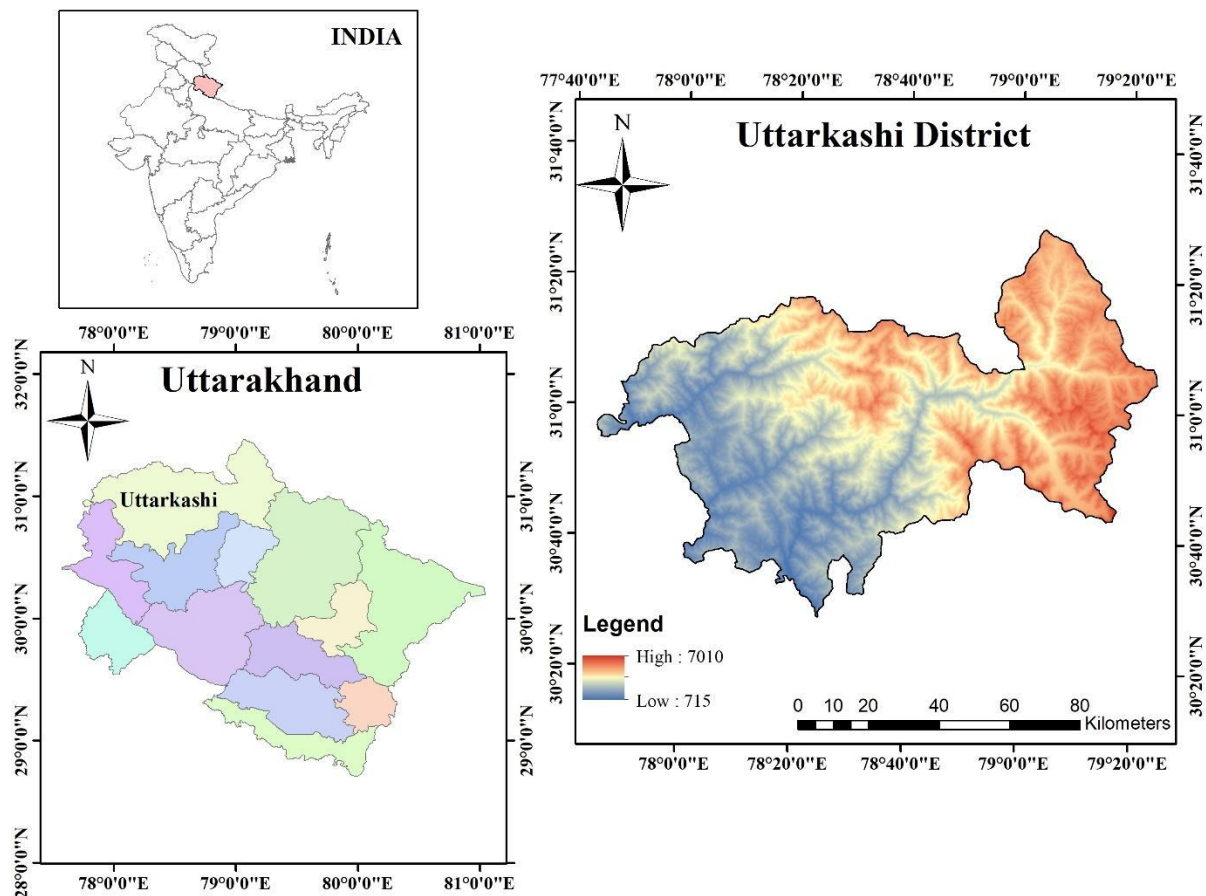 INDIA
78°0'0"E 79°0'0"E 80°0'0"E 81°0'0"E
Uttarakhand
N
Uttarkashi
32°0'0"N
31°0'0"N
30°0'0"N
29°0'0"N
28°0'0"N
32°0'0"N
31°0'0"N
30°0'0"N
29°0'0"N
28°0'0"N
78°0'0"E 79°0'0"E 80°0'0"E 81°0'0"E
77°40'E 78°0'0"E 78°20'0"E 78°40'0"E 79°0'0"E 79°20'0"E
Uttarkashi District
N
31°40'0"N
31°20'0"N
31°0'0"N
30°40'0"N
30°20'0"N
31°40'0"N
31°20'0"N
31°0'0"N
30°40'0"N
30°20'0"N
Legend
High : 7010
Low : 715
0 5 10 20 40 60 80
Kilometers
78°0'0"E 78°20'0"E 78°40'0"E 79°0'0"E 79°20'0"E